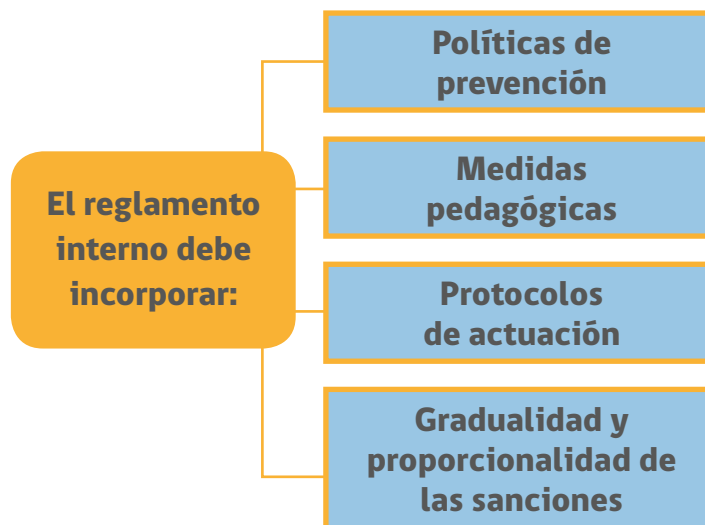 El reglamento
interno debe
incorporar:
Políticas de
prevención
Medidas
pedagógicas
Protocolos
de actuación
Gradualidad y
proporcionalidad de
las sanciones